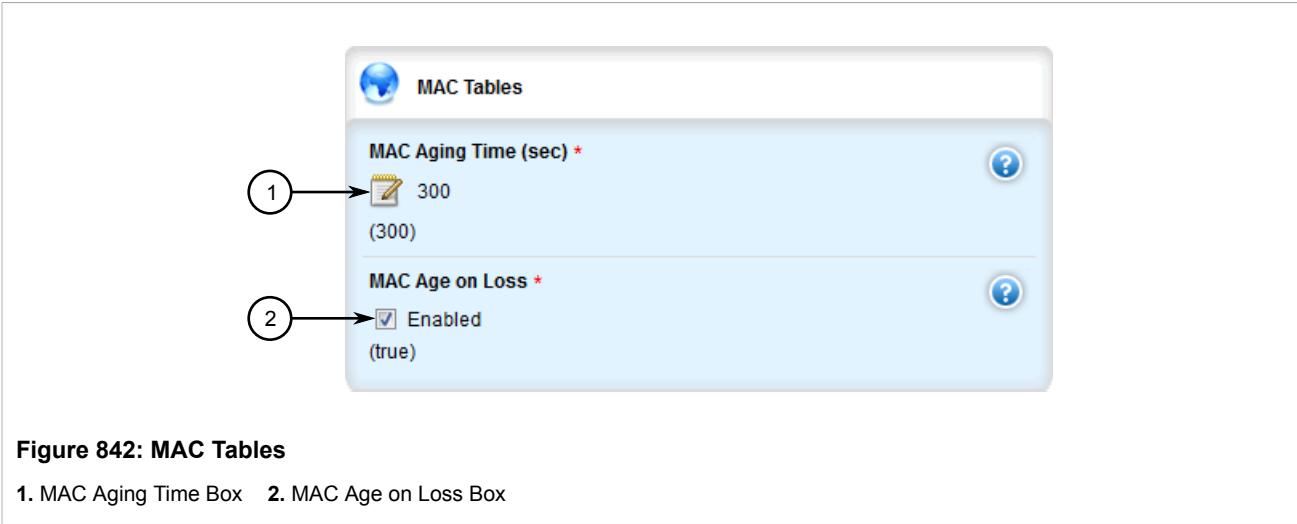 MAC Tables
MAC Aging Time (sec) *
1
300
(300)
MAC Age on Loss *
2
Enabled
(true)
Figure 842: MAC Tables
1. MAC Aging Time Box 2. MAC Age on Loss Box